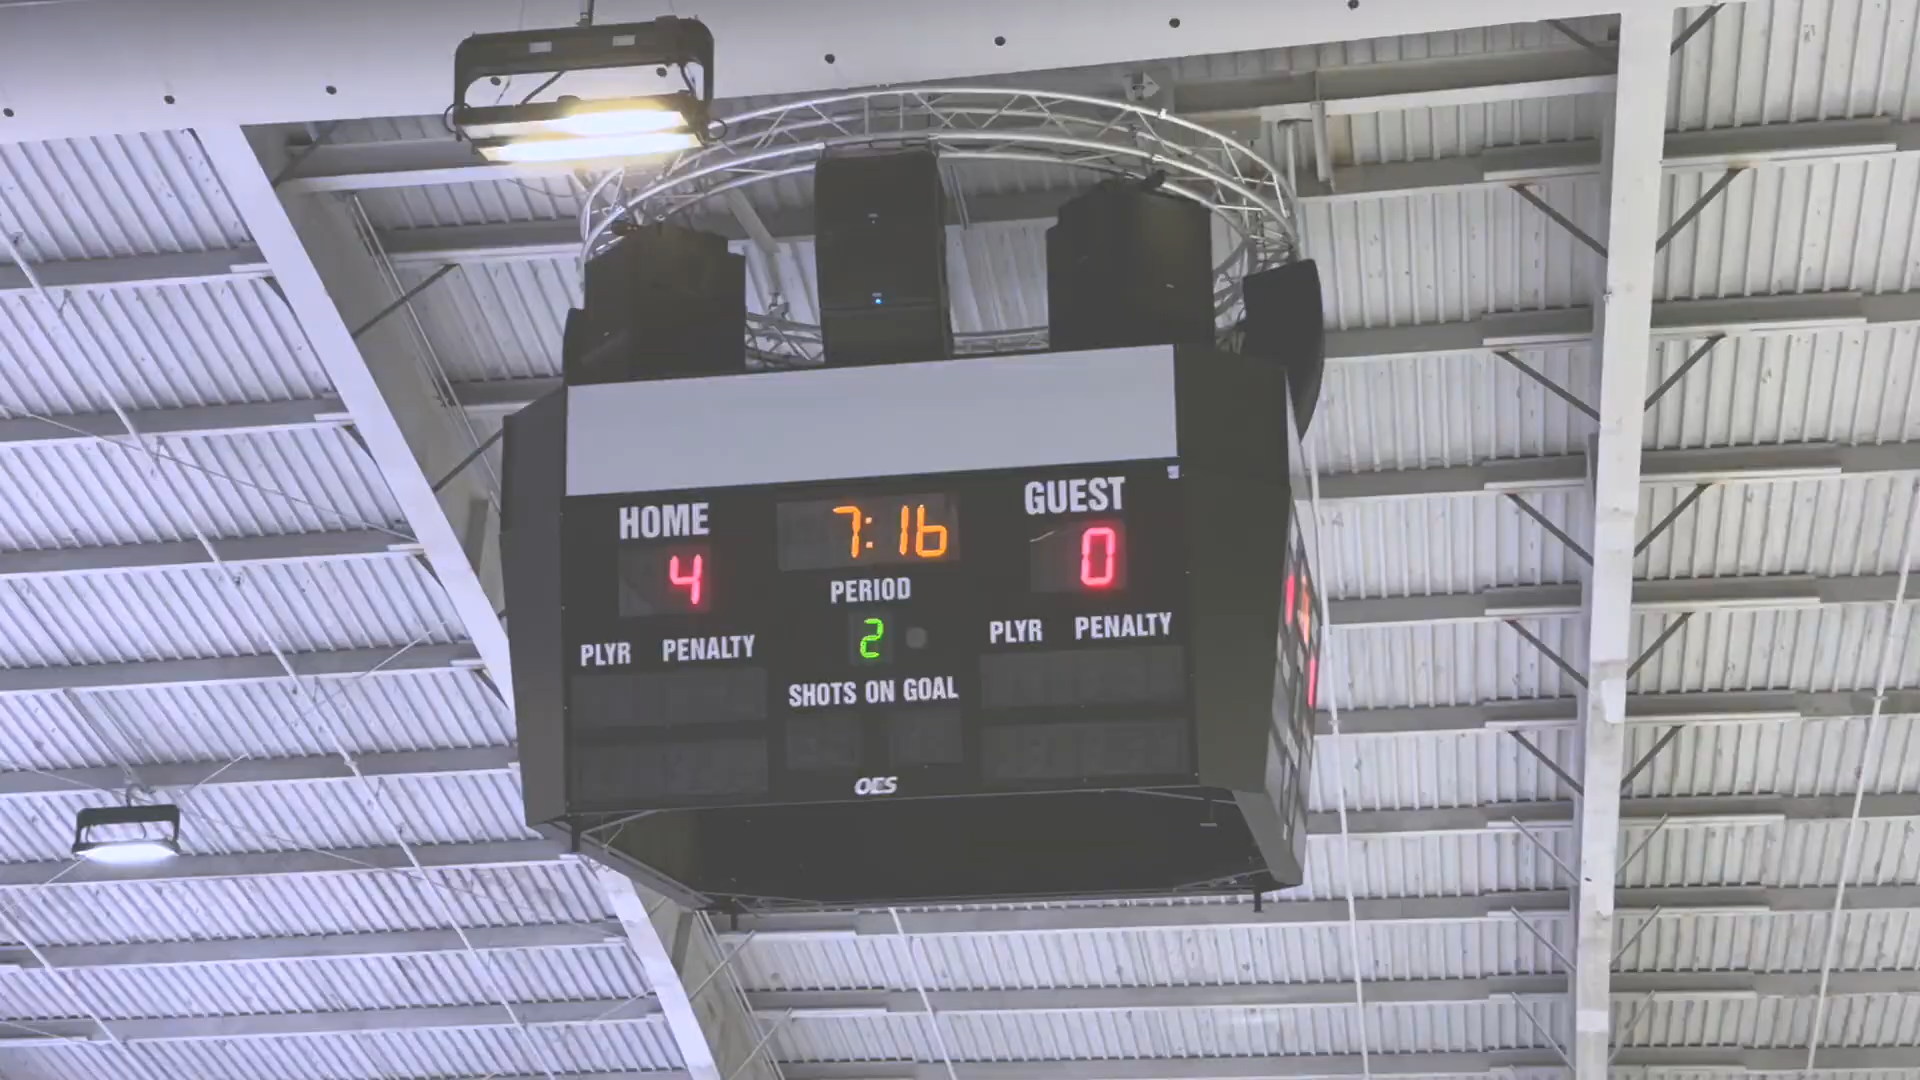 HOME 7:16 GUEST
4 0
PERIOD
2
PLYR PENALTY PLYR PENALTY
SHOTS ON GOAL
OES